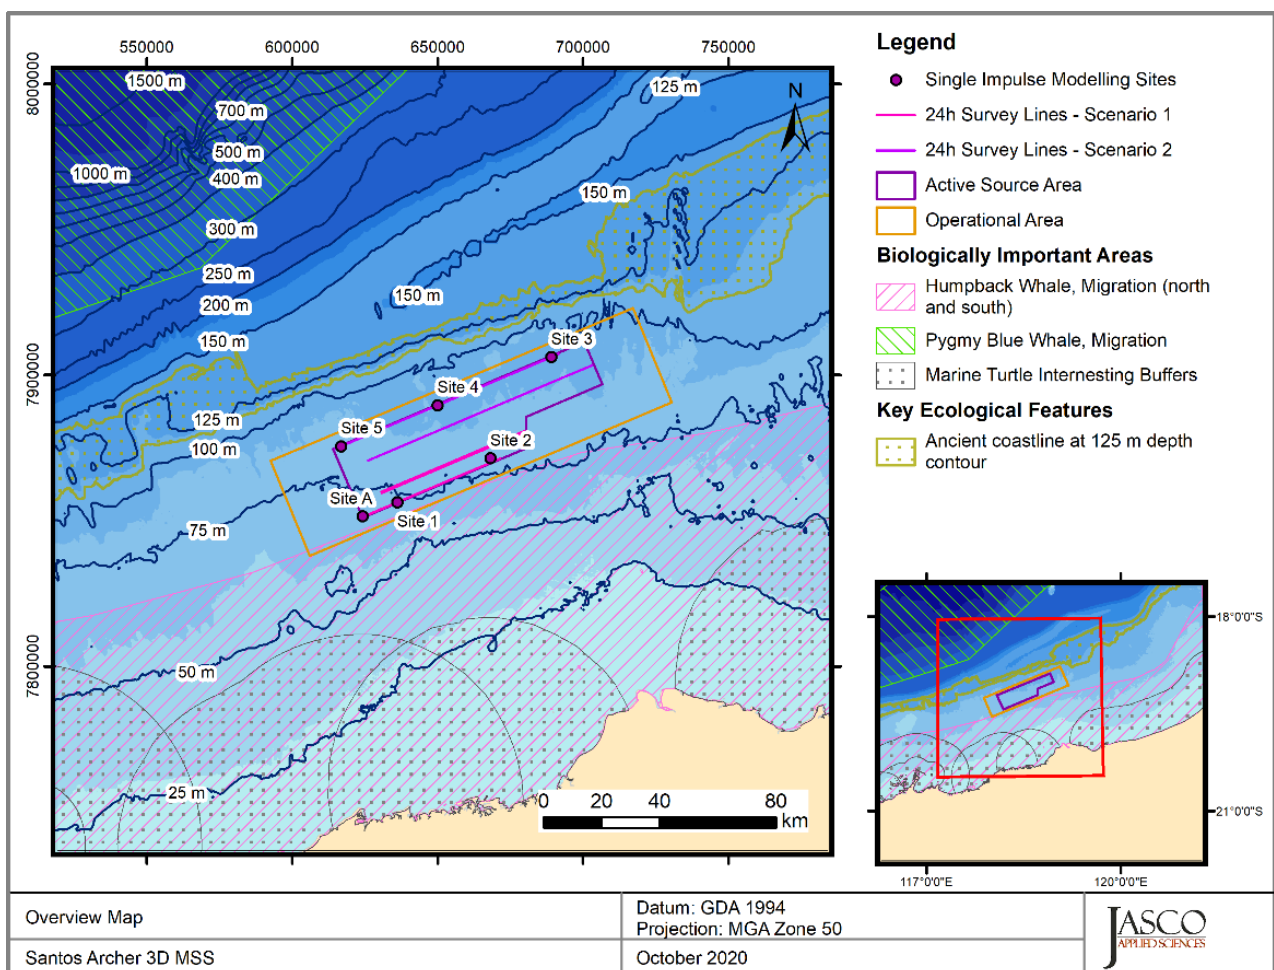 550000 600000 650000 700000 750000
8000000
7900000
7800000
1500 m
700 m
500 m
1000 m
400 m
300 m
250 m
200 m
150 m
125 m
100 m
75 m
50 m
25 m
125 m
150 m
150 m
N
Site 3
Site 4
Site 5
Site 2
Site A
Site 1
0 20 40 80
km
Legend
Single Impulse Modelling Sites
24h Survey Lines - Scenario 1
24h Survey Lines - Scenario 2
Active Source Area
Operational Area
Biologically Important Areas
Humpback Whale, Migration (north
and south)
Pygmy Blue Whale, Migration
Marine Turtle Internesting Buffers
Key Ecological Features
Ancient coastline at 125 m depth
contour
18°0'0"S
21°0'0"S
117°0'0"E 120°0'0"E
Overview Map
Datum: GDA 1994
Projection: MGA Zone 50
Santos Archer 3D MSS
October 2020
JASCO
APPLIED SCIENCES